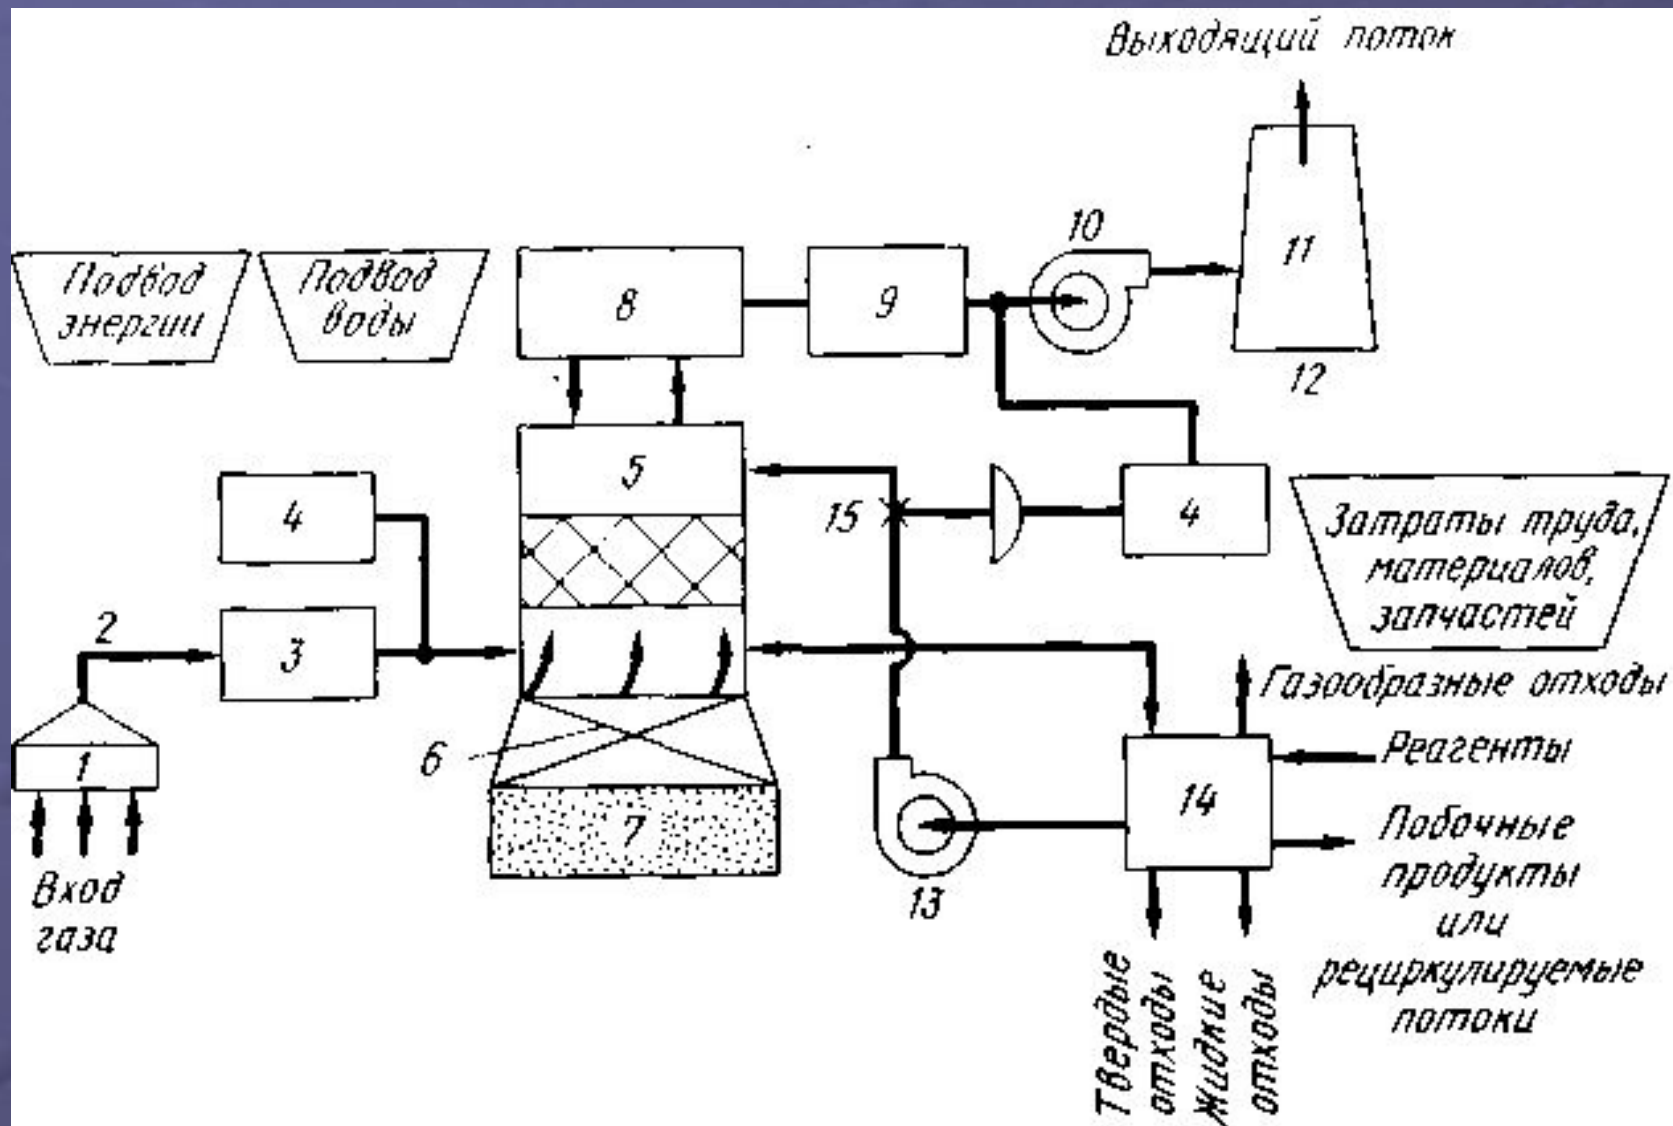 Выходящий поток
10
11
12
Подвод
энергии
Подвод
воды
8
9
5
4
15
4
Затраты труда,
материалов,
запчастей
2
3
1
6
7
Вход
газа
13
14
Газообразные отходы
Реагенты
Побочные
продукты
или
рециркулируемые
потоки
Твердые
отходы
Жидкие
отходы